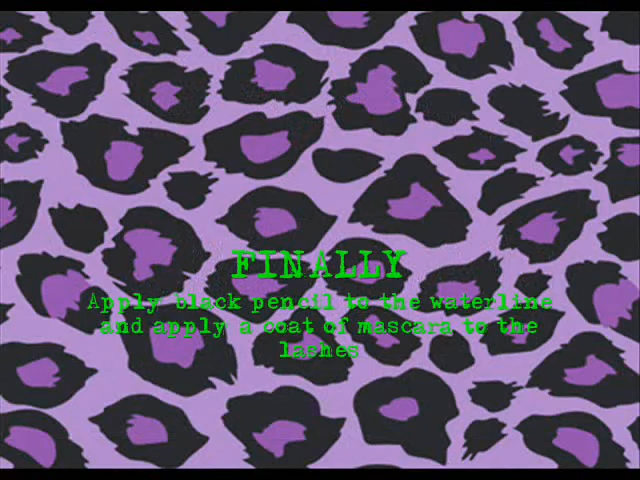 FINALLY
Apply black pencil to the waterline
and apply a coat of mascara to the
lashes